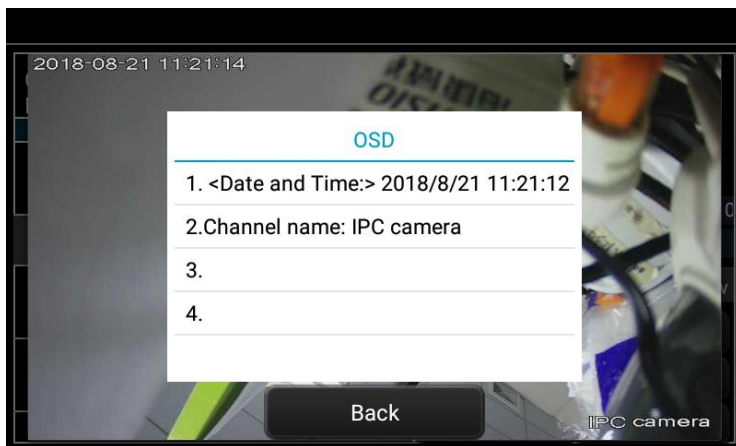 2018-08-21 11:21:14
OSD
1. <Date and Time:> 2018/8/21 11:21:12
2.Channel name: IPC camera
3.
4.
Back
IPC camera